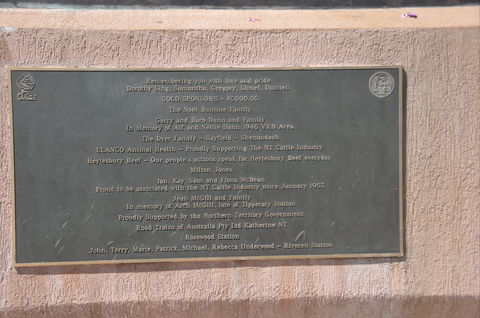 Remembering you with love and pride.
Dorothy Sing, Samantha, Gregory, Lionel, Damien.
GOLD SPONSORS - $5000.00
The Noel Buntine Family
Garry and Barb Dann and Family
In Memory of Alf and Nellie Dann 1946 V.R.D Area.
The Dyer Family - Hayfield - Shenandoah
ELANCO Animal Health - Proudly Supporting The NT Cattle Industry
Heytesbury Beef - Our people's actions speak for Heytesbury Beef everyday
Milton Jones
Ian, Kay, Sam and Fiona McBean
Proud to be associated with the NT Cattle Industry since January 1953
Jean McGill and Family
In memory of Arch McGill, late of Tipperary Station
Proudly Supported by the Northern Territory Government
Road Trains of Australia Pty Ltd Katherine NT
Rosewood Station
John, Terry, Marie, Patrick, Michael, Rebecca Underwood - Riveren Station